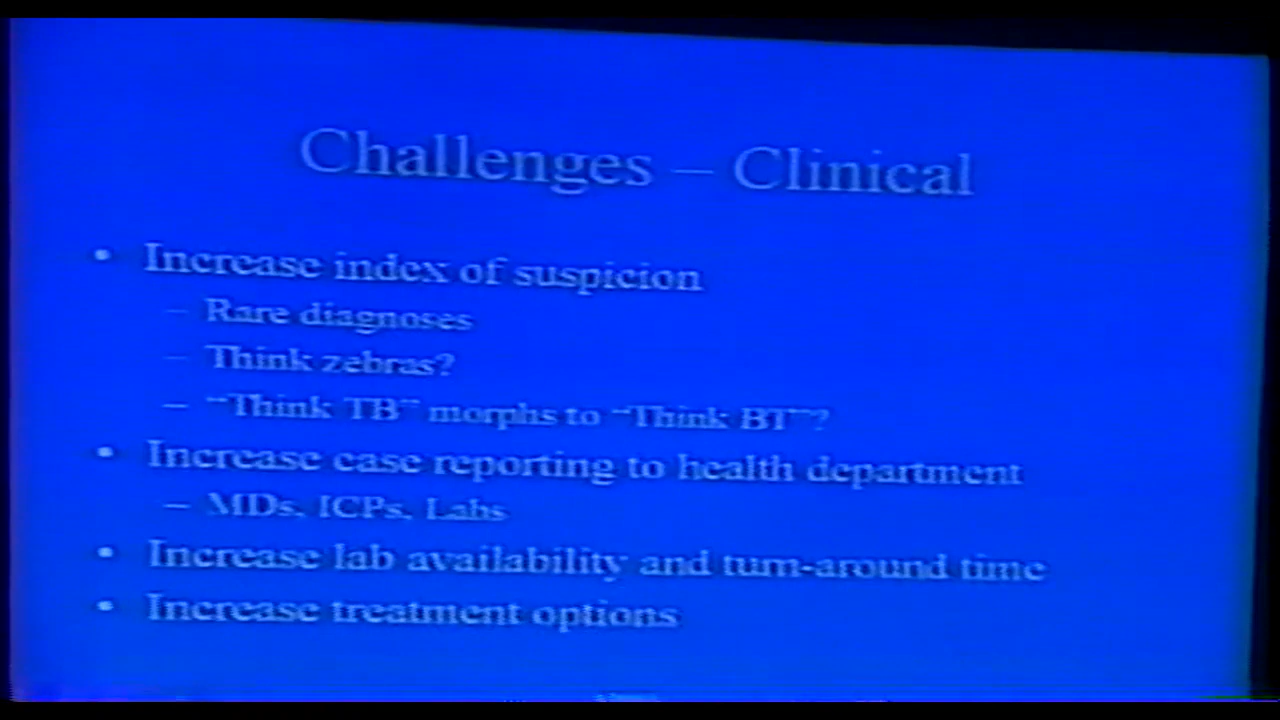 Challenges – Clinical
• Increase index of suspicion
– Rare diagnoses
– Think zebras?
– "Think TB" morphs to "Think BT"?
• Increase case reporting to health department
– MDs, ICPs, Labs
• Increase lab availability and turn-around time
• Increase treatment options